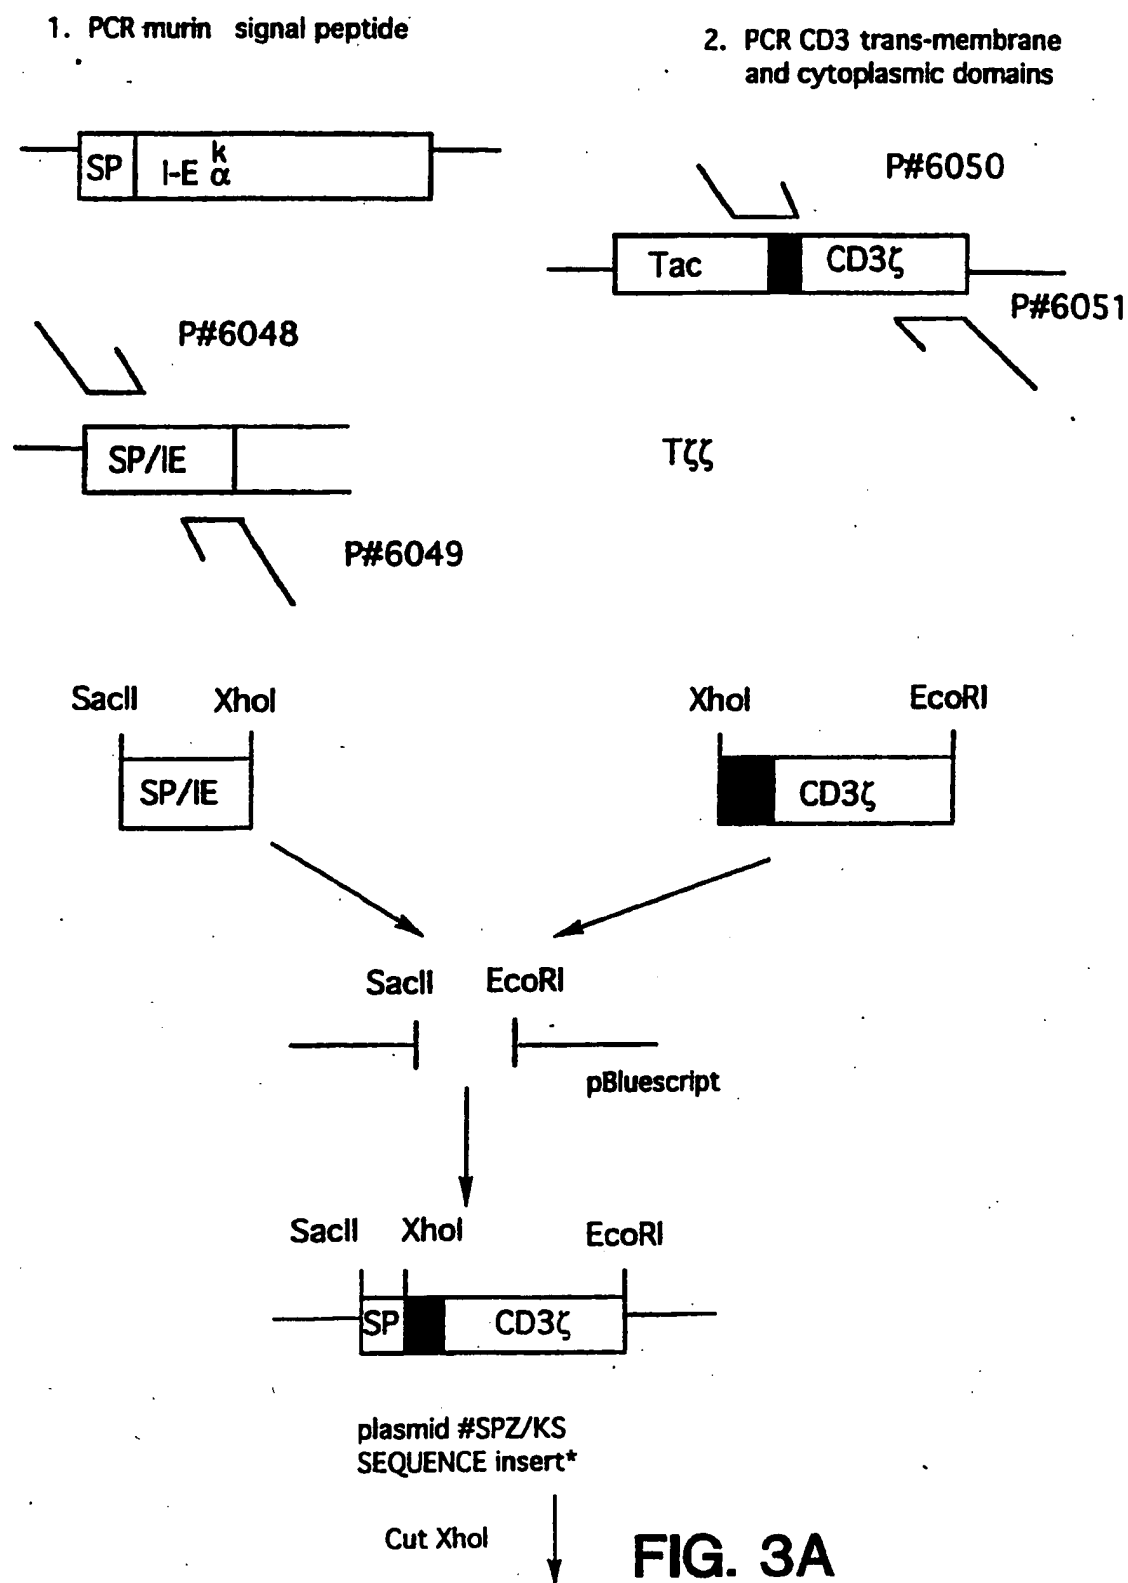 1. PCR murin signal peptide
2. PCR CD3 trans-membrane
and cytoplasmic domains
SP
I-E k α
P#6050
Tac
CD3ζ
P#6051
P#6048
SP/IE
Tζζ
P#6049
SacII
XhoI
XhoI
EcoRI
SP/IE
CD3ζ
SacII
EcoRI
pBluescript
SacII
XhoI
EcoRI
SP
CD3ζ
plasmid #SPZ/KS
SEQUENCE insert*
Cut XhoI
FIG. 3A